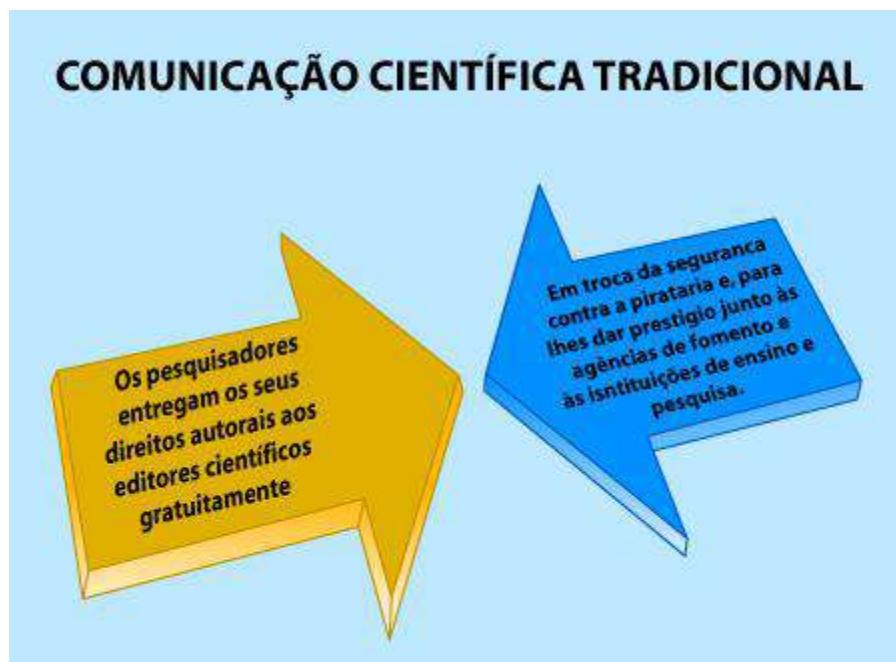 COMUNICAÇÃO CIENTÍFICA TRADICIONAL
Os pesquisadores
entregam os seus
direitos autorais aos
editores científicos
gratuitamente
Em troca da seguranca
contra a pirataria e, para
lhes dar prestigio junto às
agências de fomento e
às isntituições de ensino e
pesquisa.